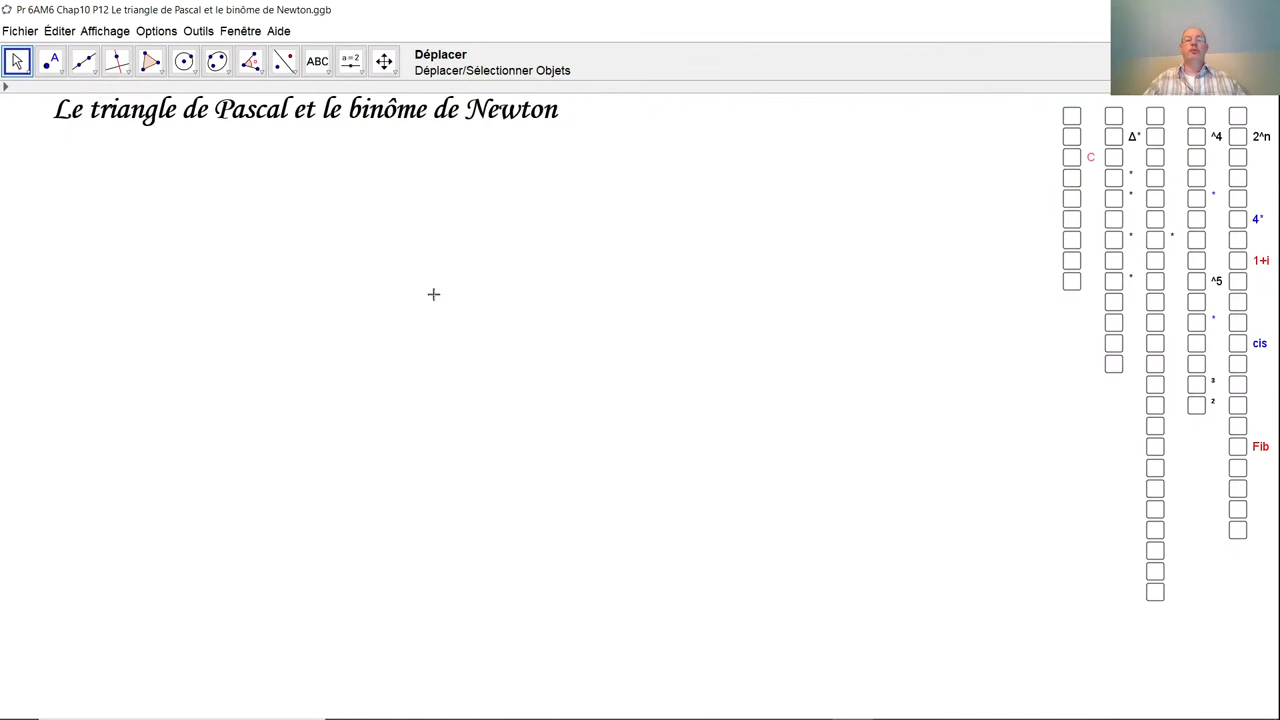 Pr 6AM6 Chap10 P12 Le triangle de Pascal et le binôme de Newton.ggb
Fichier Éditer Affichage Options Outils Fenêtre Aide
A
ABC
a=2
Déplacer
Déplacer/Sélectionner Objets
Le triangle de Pascal et le binôme de Newton
Δ* ^4 2^n
C
*
* *
4*
* *
1+i
* ^5
*
cis
³
²
Fib